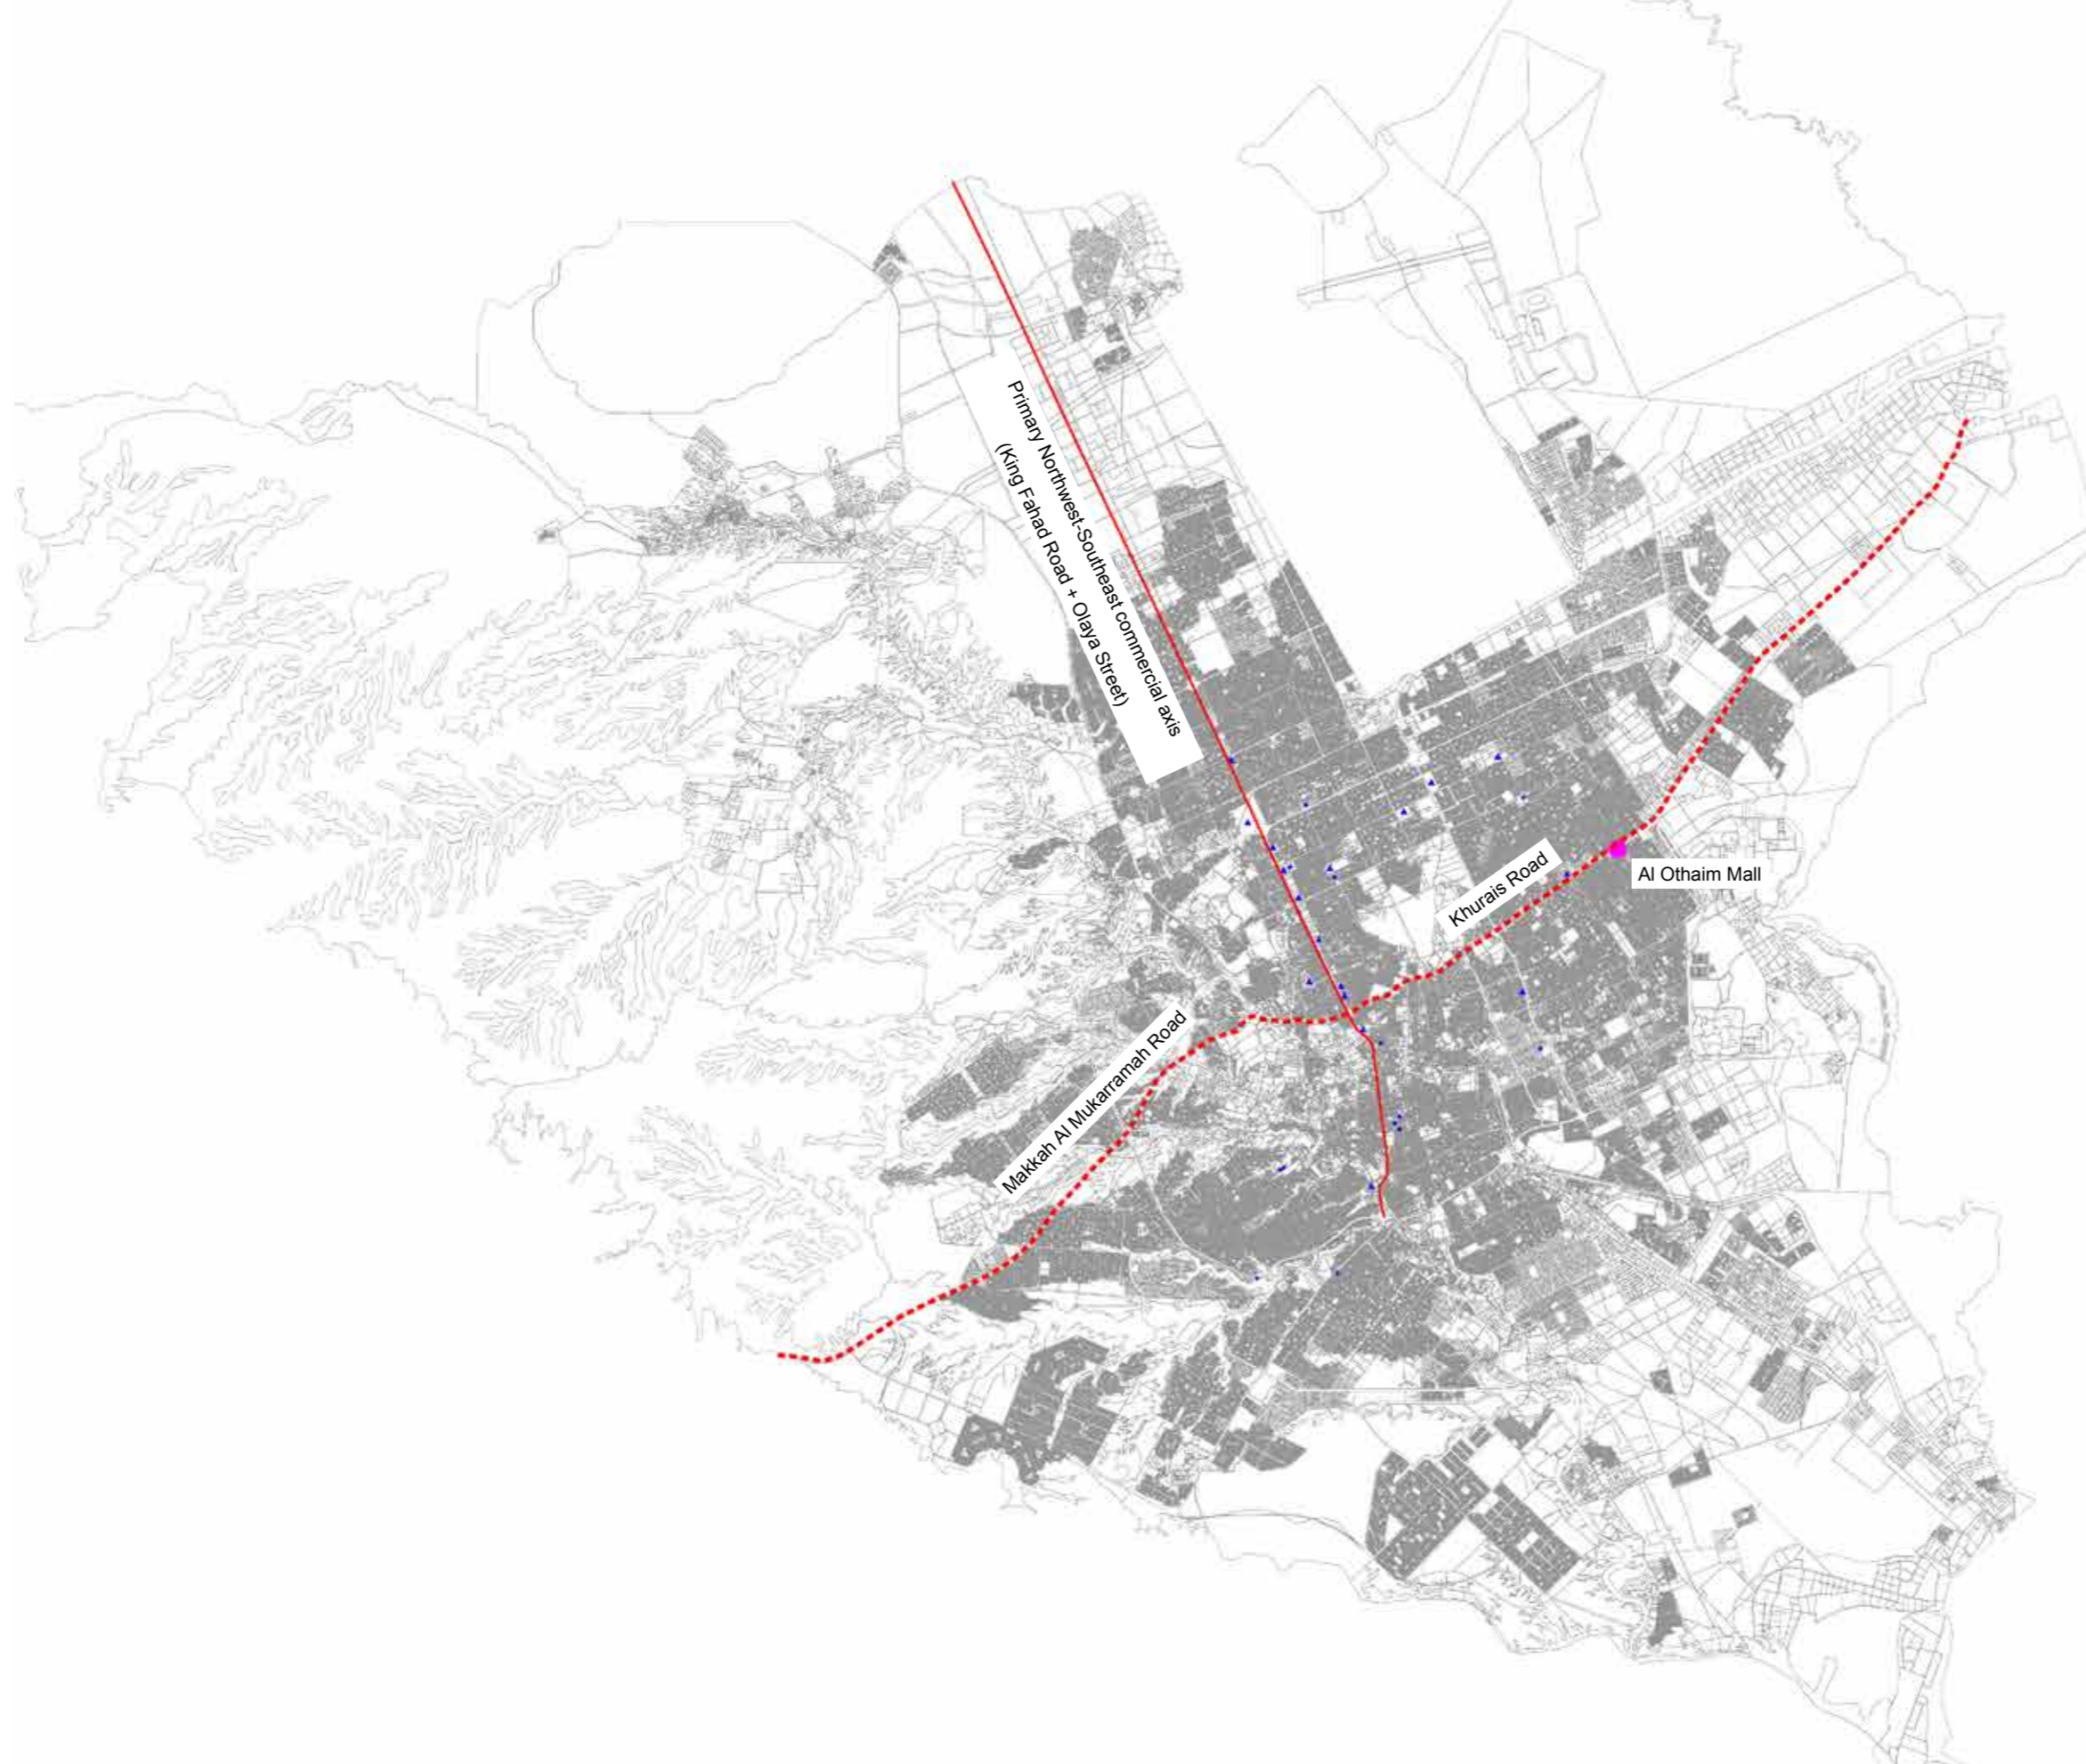 Primary Northwest-Southeast commercial axis
(King Fahad Road + Olaya Street)
Khurais Road
Al Othaim Mall
Makkah Al Mukarramah Road